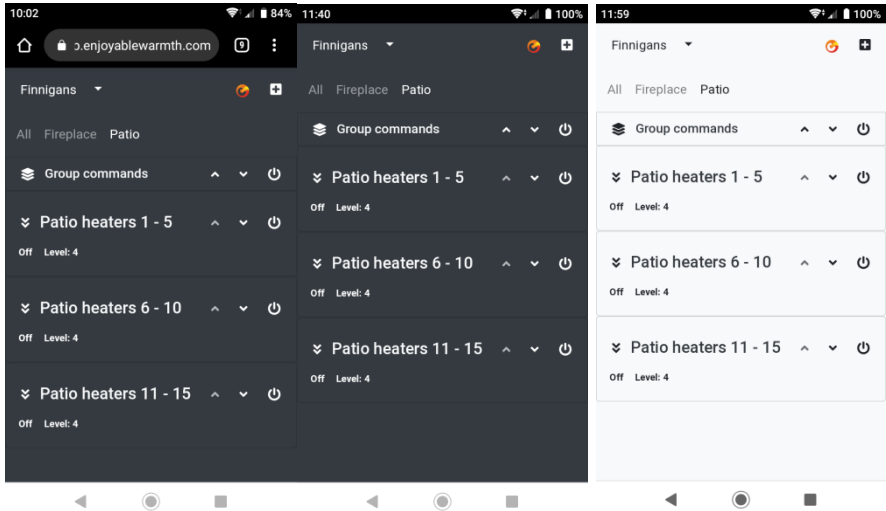 10:02 84%
ɔ.enjoyablewarmth.com 9
Finnigans
All Fireplace Patio
Group commands
Patio heaters 1 - 5
Off Level: 4
Patio heaters 6 - 10
Off Level: 4
Patio heaters 11 - 15
Off Level: 4
11:40 100%
Finnigans
All Fireplace Patio
Group commands
Patio heaters 1 - 5
Off Level: 4
Patio heaters 6 - 10
Off Level: 4
Patio heaters 11 - 15
Off Level: 4
11:59 100%
Finnigans
All Fireplace Patio
Group commands
Patio heaters 1 - 5
Off Level: 4
Patio heaters 6 - 10
Off Level: 4
Patio heaters 11 - 15
Off Level: 4